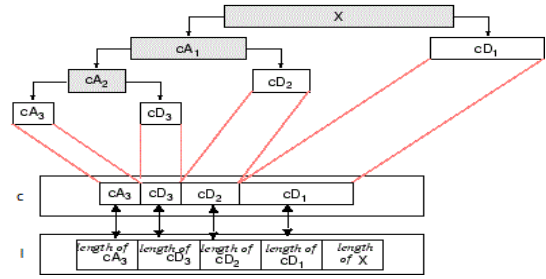 X
cA1 cD1
cA2 cD2
cA3 cD3
c cA3 cD3 cD2 cD1
l length of cA3 length of cD3 length of cD2 length of cD1 length of X